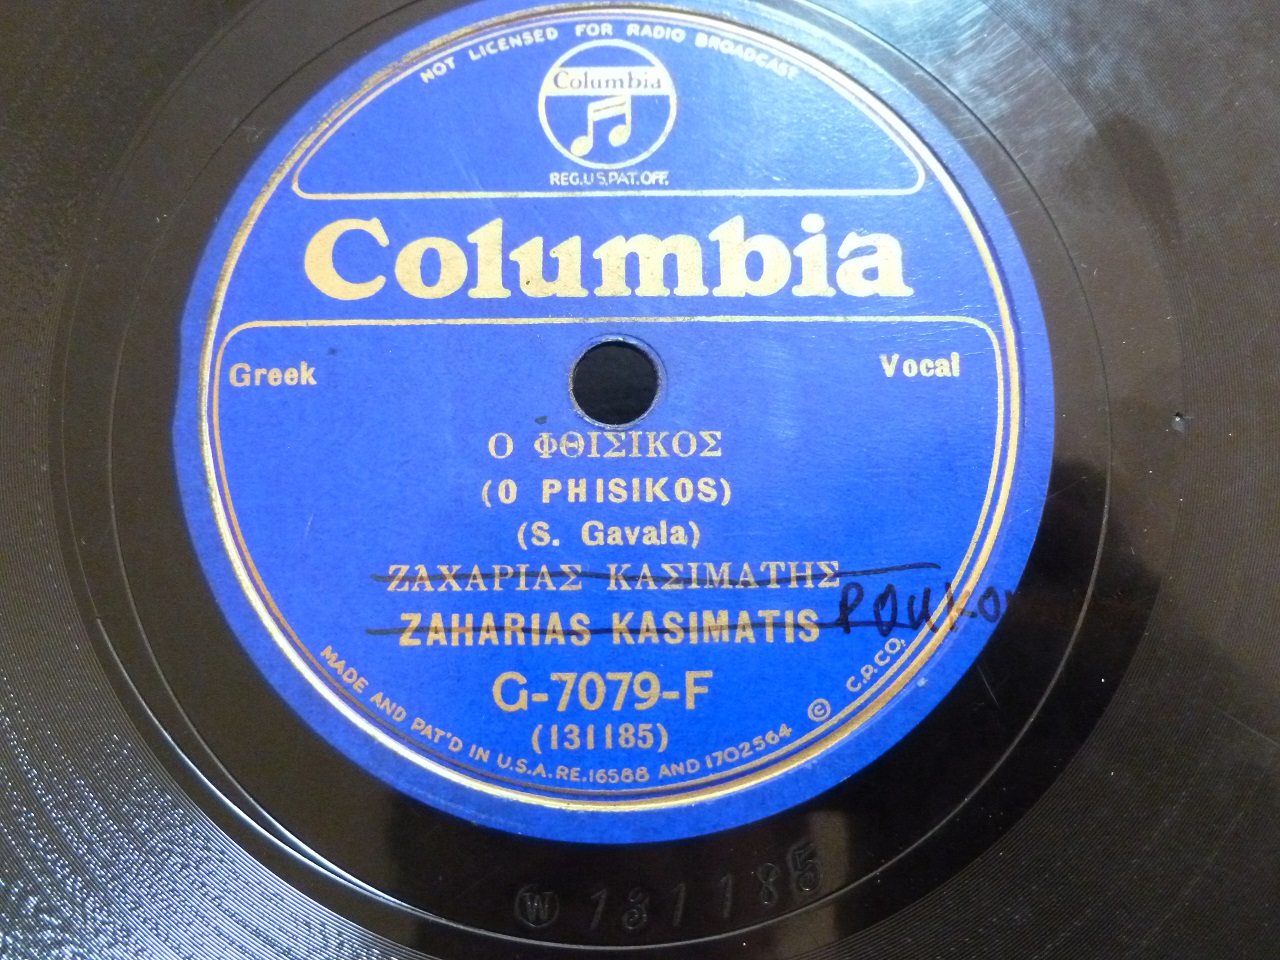 NOT LICENSED FOR RADIO BROADCAST
Columbia
REG.U.S.PAT.OFF.
Columbia
Greek
Vocal
Ο ΦΘΙΣΙΚΟΣ
(O PHISIKOS)
(S. Gavala)
ΖΑΧΑΡΙΑΣ ΚΑΣΙΜΑΤΗΣ
ZAHARIAS KASIMATIS
G-7079-F
(131185)
MADE AND PAT'D IN U.S.A. RE.16588 AND 1702564 © C.P.CO.
W 131185